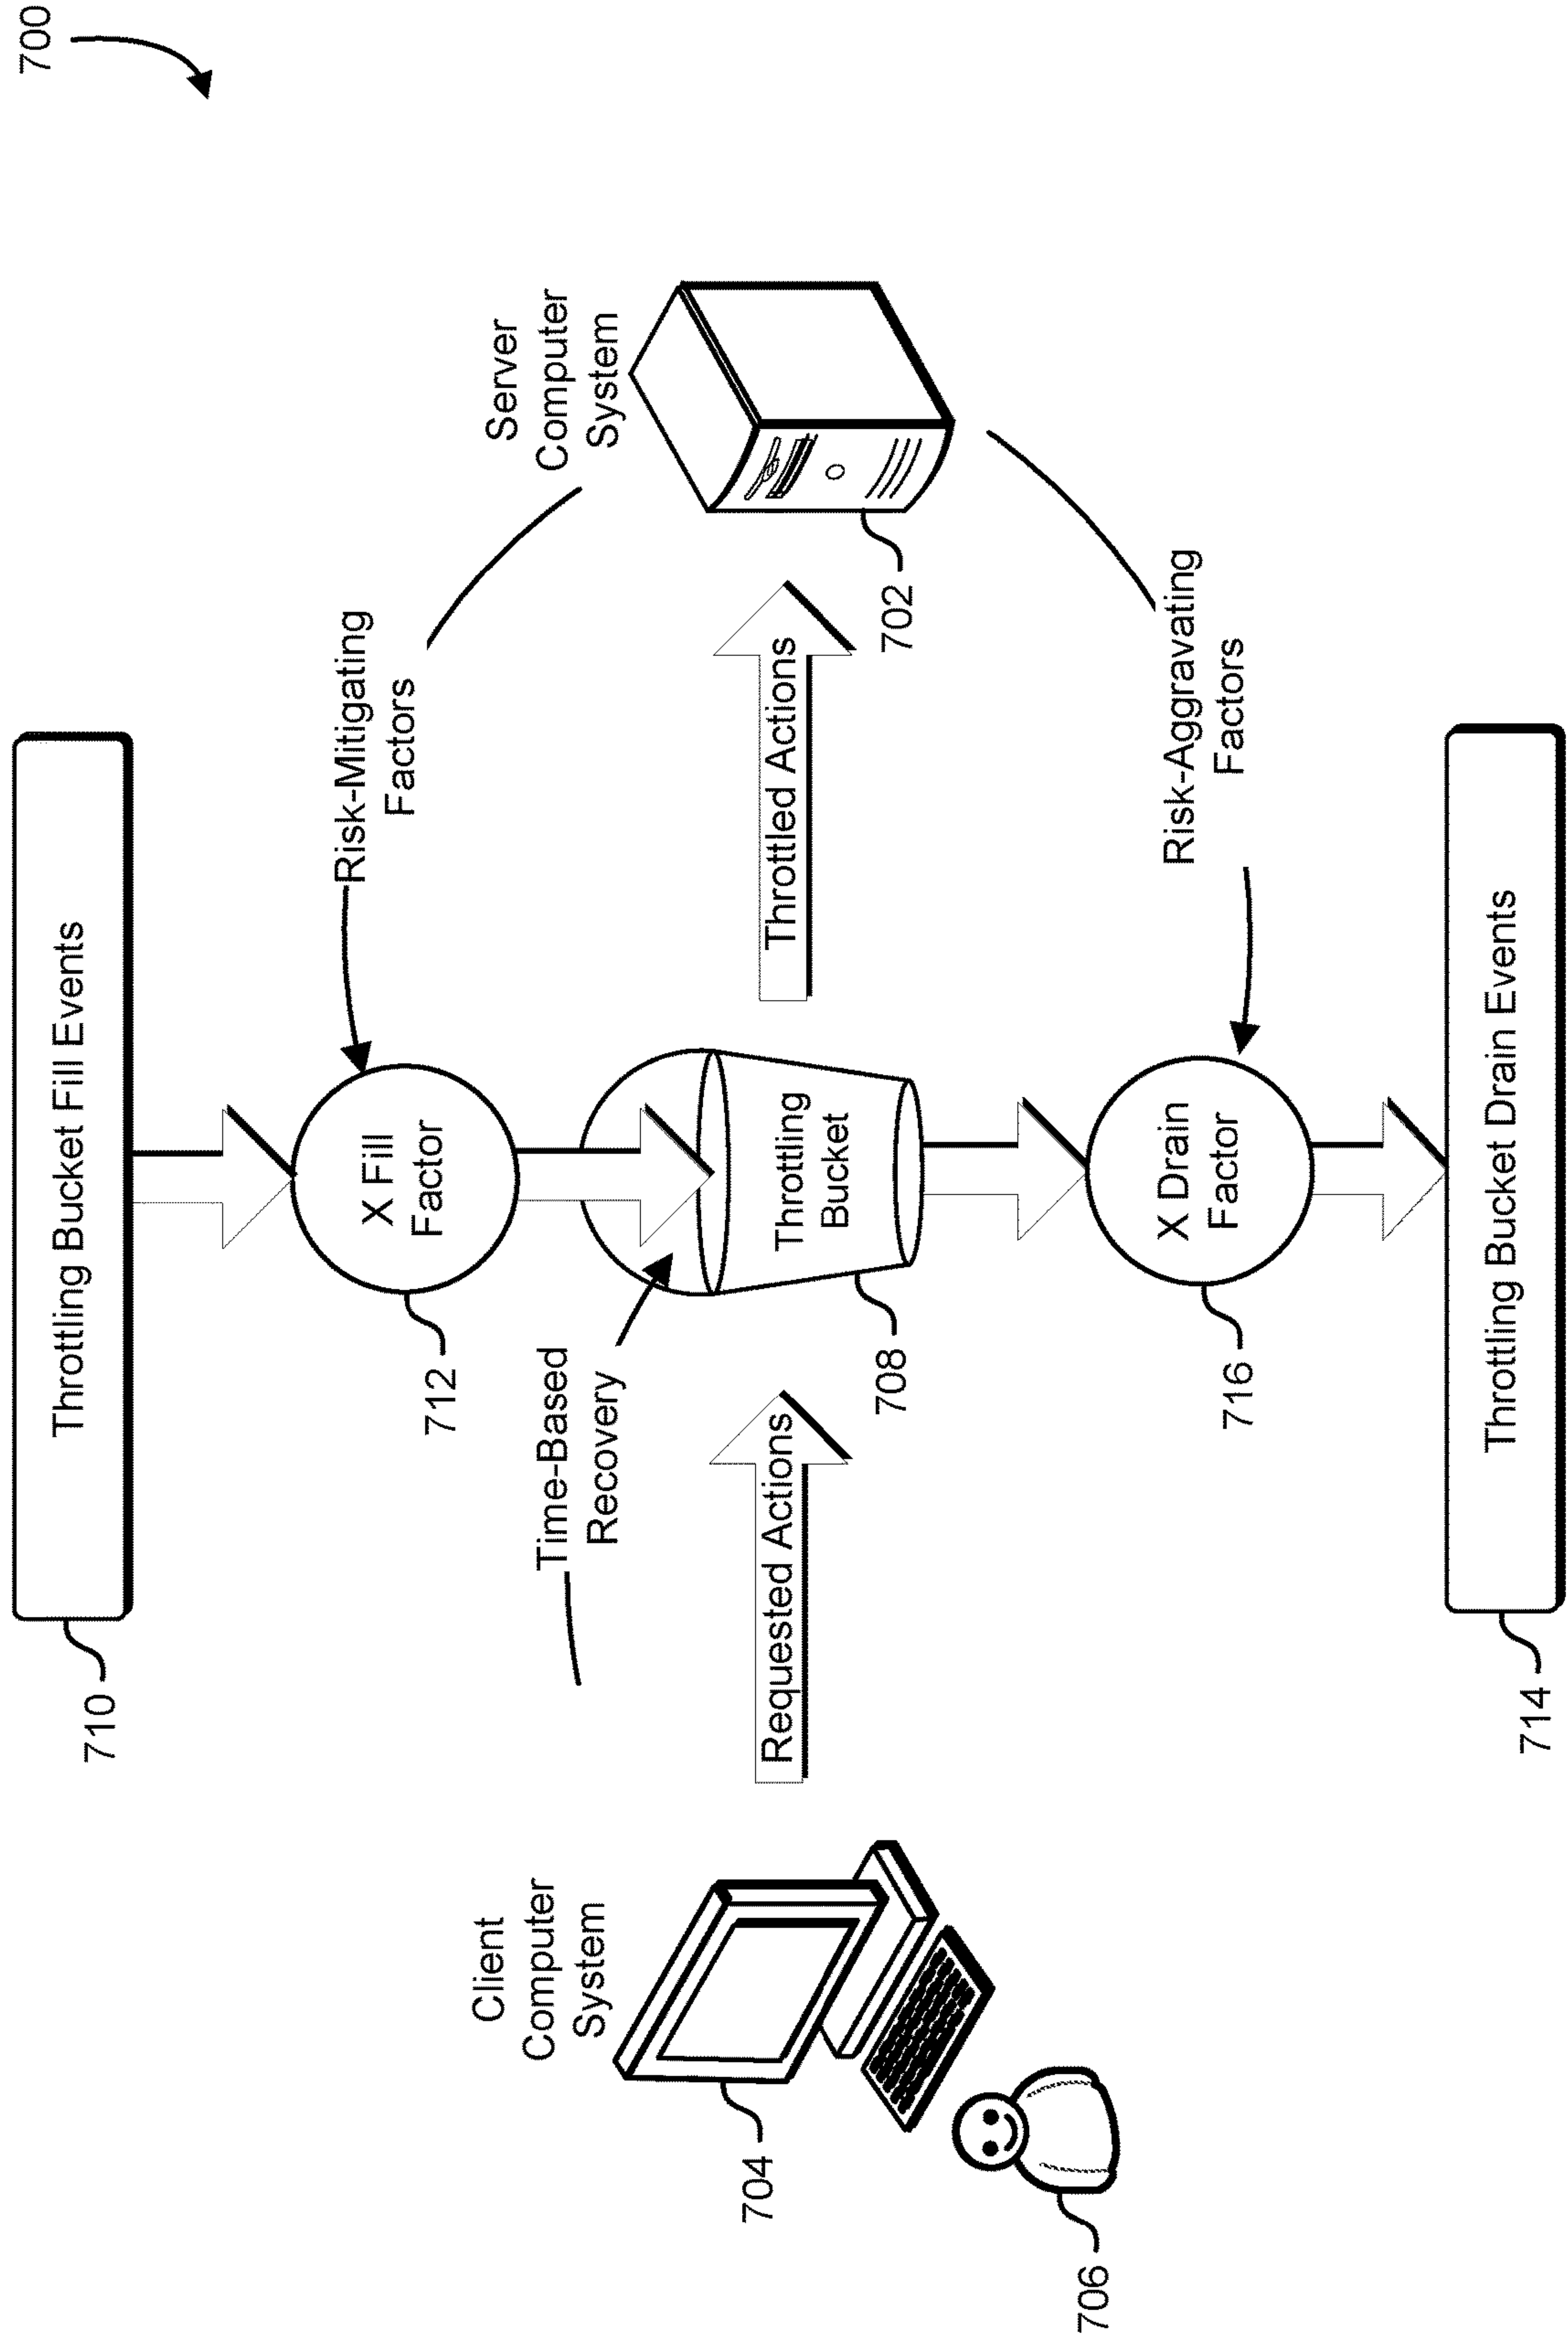 700
Throttling Bucket Fill Events
710
Risk-Mitigating
Factors
X Fill
Factor
712
Time-Based
Recovery
Client
Computer
System
704
706
Requested Actions
Throttling
Bucket
708
Throttled Actions
Server
Computer
System
702
Risk-Aggravating
Factors
X Drain
Factor
716
Throttling Bucket Drain Events
714